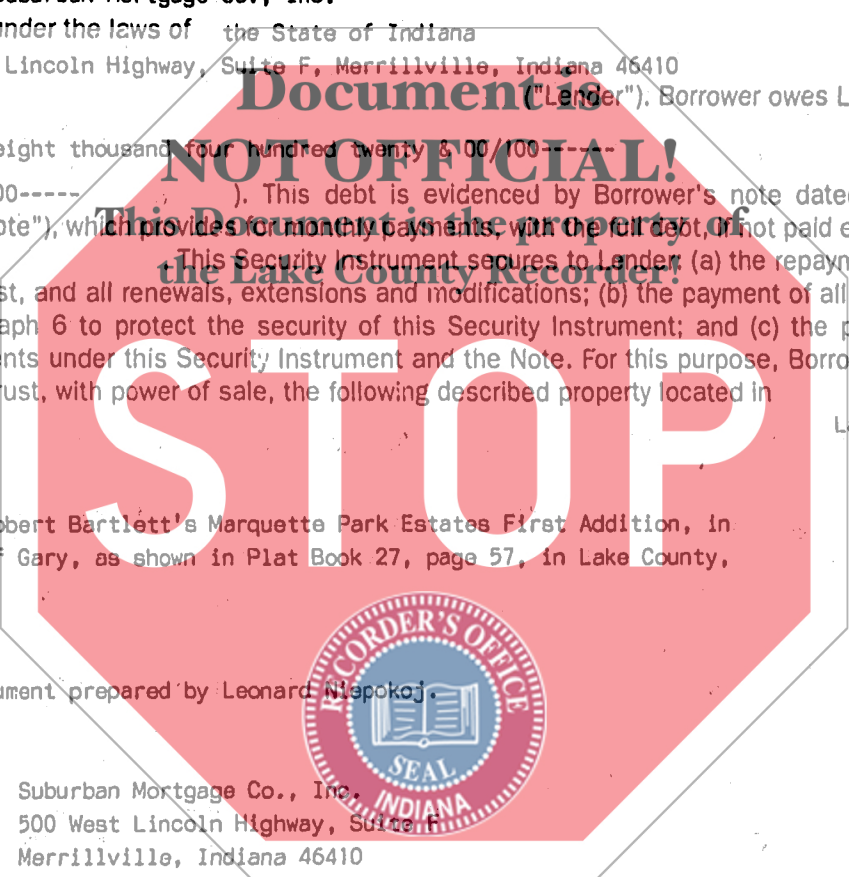 Suburban Mortgage Co., Inc.
under the laws of the State of Indiana
Lincoln Highway, Suite F, Merrillville, Indiana 46410
Document is
("Lender"). Borrower owes L
eight thousand four hundred twenty & 00/100------
NOT OFFICIAL!
00----- ). This debt is evidenced by Borrower's note dated
ote"), which provides for monthly payments, with the full debt, if not paid e
This Document is the property of
the Lake County Recorder!
This Security Instrument secures to Lender: (a) the repaym
st, and all renewals, extensions and modifications; (b) the payment of all
aph 6 to protect the security of this Security Instrument; and (c) the p
nts under this Security Instrument and the Note. For this purpose, Borro
rust, with power of sale, the following described property located in
L
STOP
obert Bartlett's Marquette Park Estates First Addition, in
f Gary, as shown in Plat Book 27, page 57, in Lake County,
RECORDER'S OFFICE
SEAL
INDIANA
ument prepared by Leonard Niepokoj.
Suburban Mortgage Co., Inc.
500 West Lincoln Highway, Suite F
Merrillville, Indiana 46410